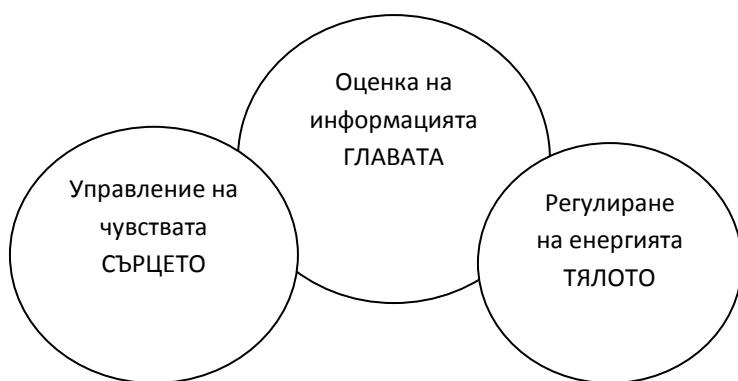 Оценка на
информацията
ГЛАВАТА
Управление на
чувствата
СЪРЦЕТО
Регулиране
на енергията
ТЯЛОТО